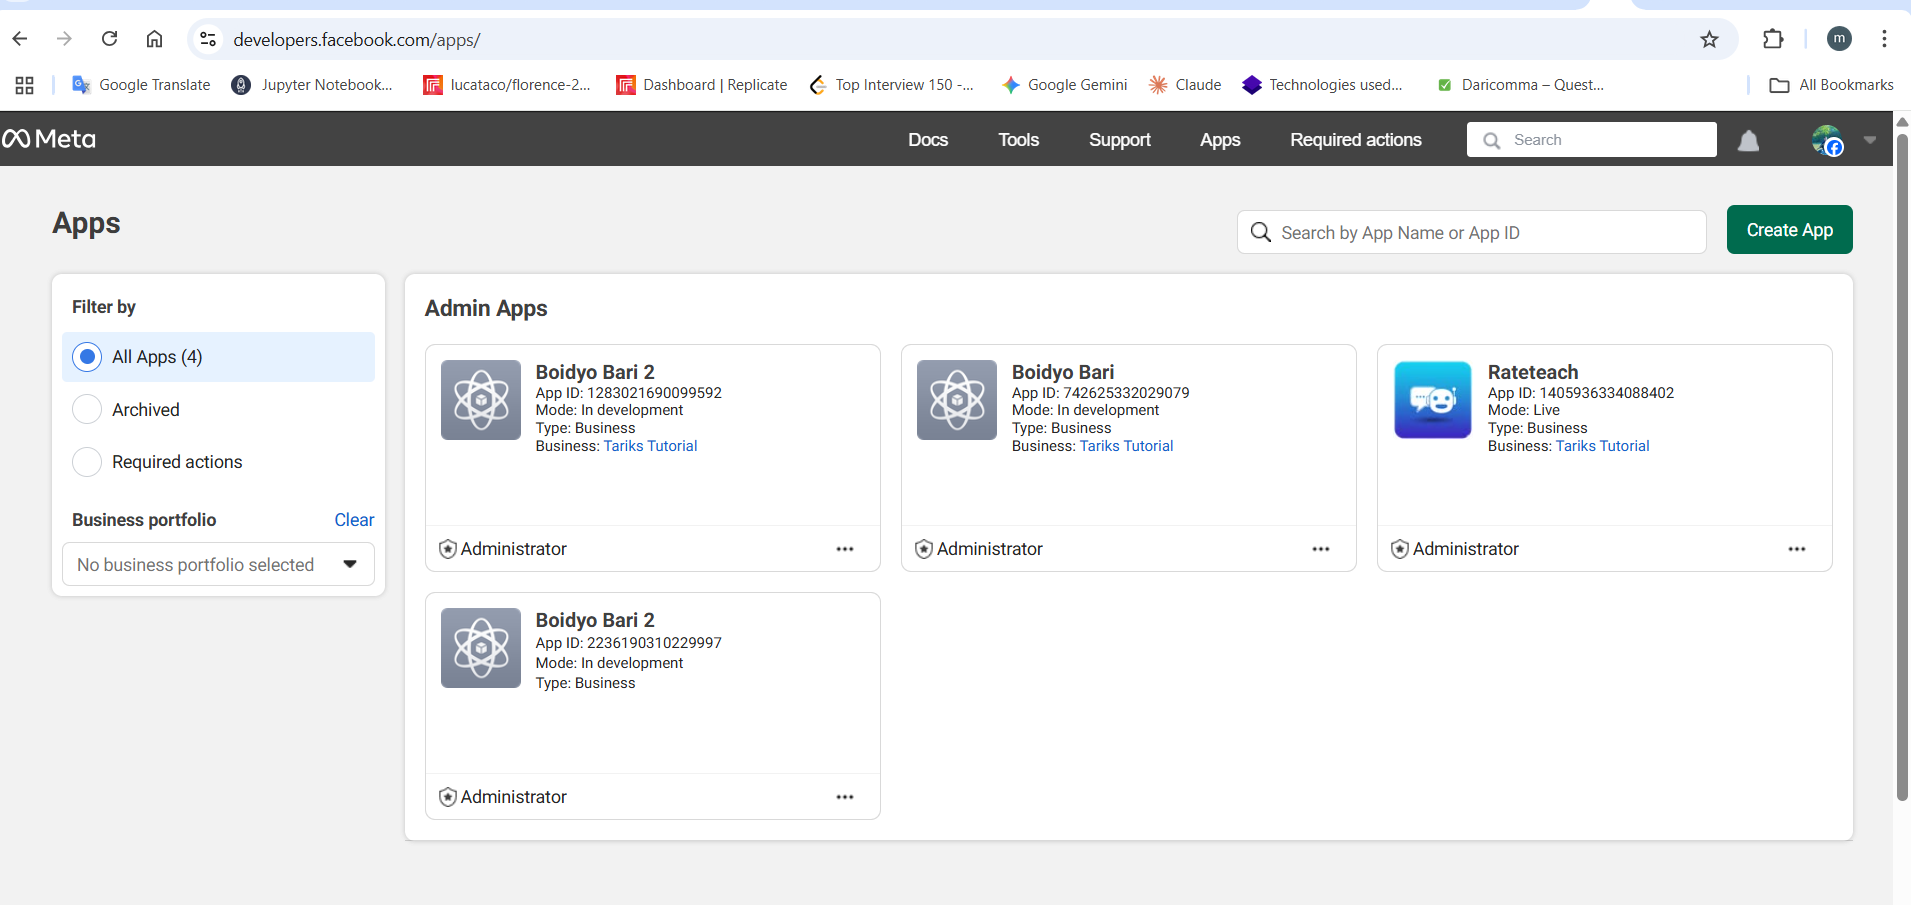 developers.facebook.com/apps/
m
Google Translate
Jupyter Notebook...
lucataco/florence-2...
Dashboard | Replicate
Top Interview 150 -...
Google Gemini
Claude
Technologies used...
Daricomma – Quest...
All Bookmarks
Meta
Docs
Tools
Support
Apps
Required actions
Search
Apps
Search by App Name or App ID
Create App
Filter by
All Apps (4)
Archived
Required actions
Business portfolio
Clear
No business portfolio selected
Admin Apps
Boidyo Bari 2
App ID: 1283021690099592
Mode: In development
Type: Business
Business: Tariks Tutorial
Administrator
Boidyo Bari
App ID: 742625332029079
Mode: In development
Type: Business
Business: Tariks Tutorial
Administrator
Rateteach
App ID: 1405936334088402
Mode: Live
Type: Business
Business: Tariks Tutorial
Administrator
Boidyo Bari 2
App ID: 2236190310229997
Mode: In development
Type: Business
Administrator